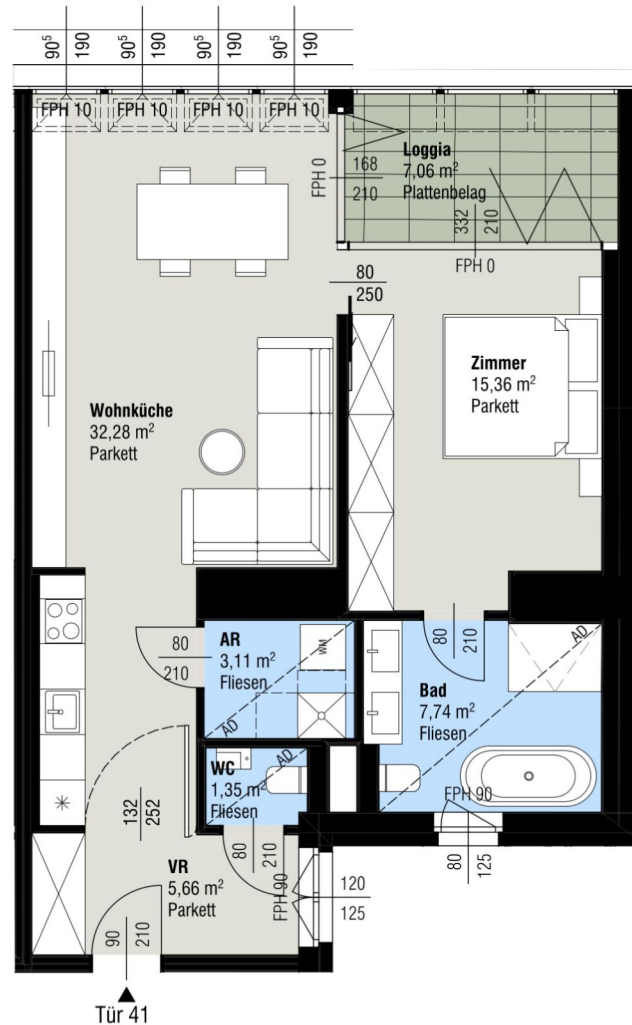 90⁵ 190 90⁵ 190 90⁵ 190 90⁵ 190
FPH 10 FPH 10 FPH 10 FPH 10
Loggia
7,06 m²
Plattenbelag
FPH 0
168
210
332
210
FPH 0
80
250
Zimmer
15,36 m²
Parkett
Wohnküche
32,28 m²
Parkett
80
210
AR
3,11 m²
Fliesen
WM
AD
80
210
AD
Bad
7,74 m²
Fliesen
WC
1,35 m²
Fliesen
AD
FPH 90
80
125
132
252
80
210
VR
5,66 m²
Parkett
FPH 90
120
125
90
210
Tür 41